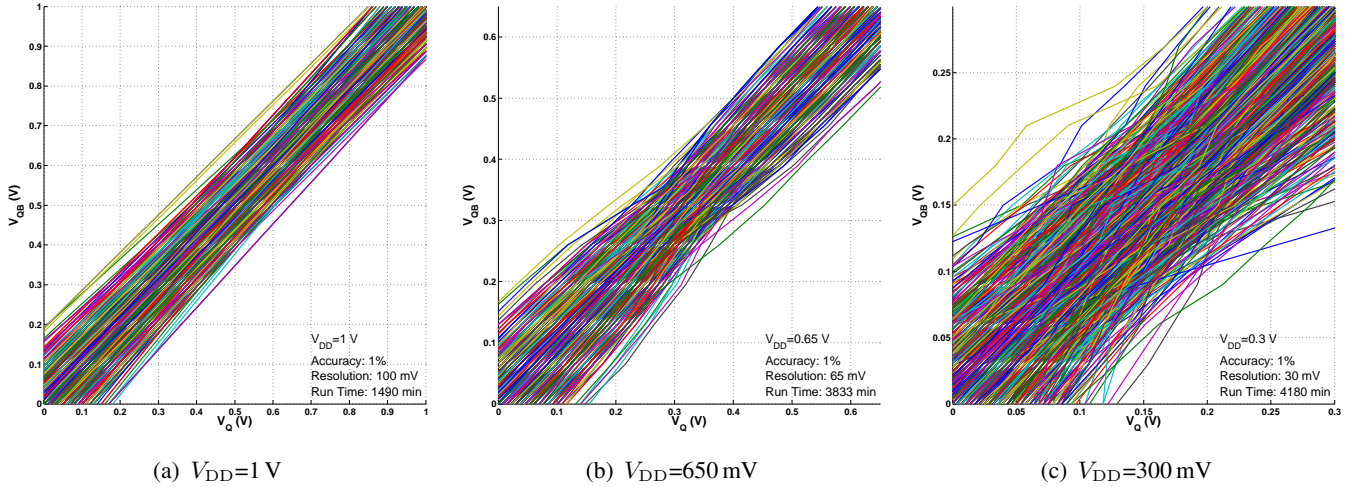 1
0.9
0.8
0.7
0.6
0.5
0.4
0.3
0.2
0.1
0
V_QB (V)
0 0.1 0.2 0.3 0.4 0.5 0.6 0.7 0.8 0.9 1
V_Q (V)
V_DD=1 V
Accuracy: 1%
Resolution: 100 mV
Run Time: 1490 min
(a) V_DD=1 V
0.6
0.5
0.4
0.3
0.2
0.1
0
V_QB (V)
0 0.1 0.2 0.3 0.4 0.5 0.6
V_Q (V)
V_DD=0.65 V
Accuracy: 1%
Resolution: 65 mV
Run Time: 3833 min
(b) V_DD=650 mV
0.25
0.2
0.15
0.1
0.05
0
V_QB (V)
0 0.05 0.1 0.15 0.2 0.25 0.3
V_Q (V)
V_DD=0.3 V
Accuracy: 1%
Resolution: 30 mV
Run Time: 4180 min
(c) V_DD=300 mV